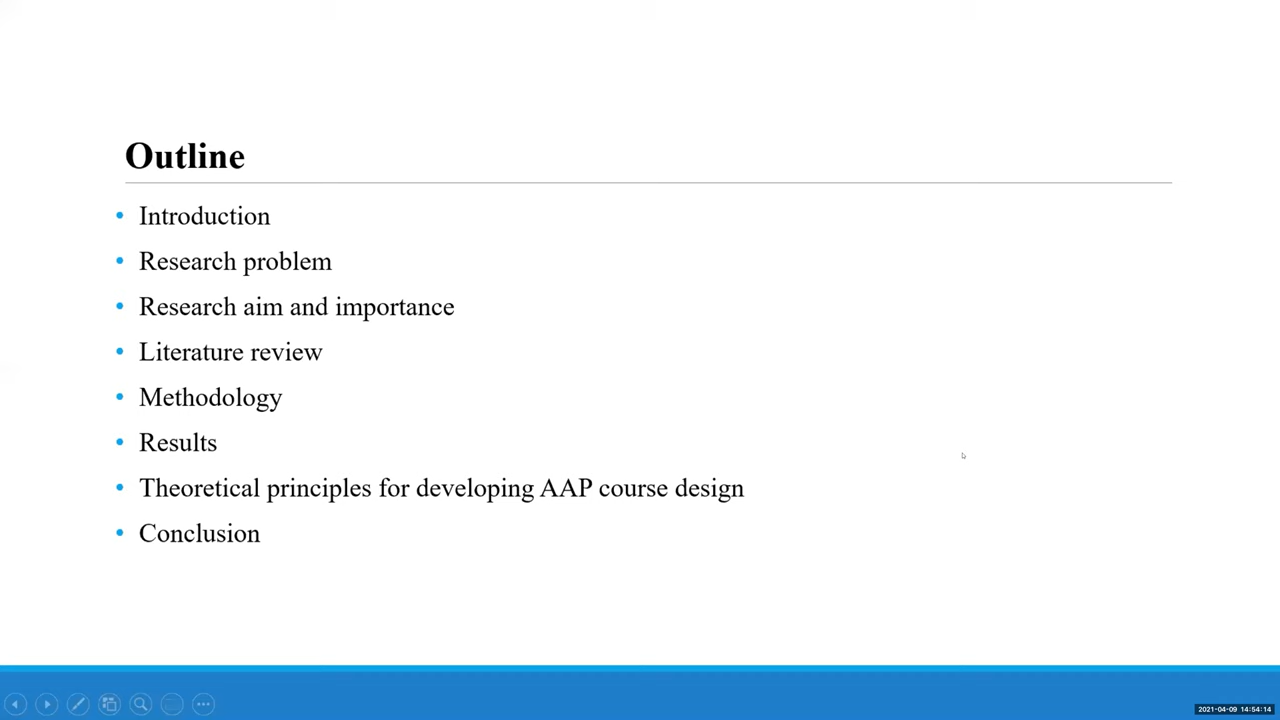 Outline
• Introduction
• Research problem
• Research aim and importance
• Literature review
• Methodology
• Results
• Theoretical principles for developing AAP course design
• Conclusion
2021-04-09 14:54:14